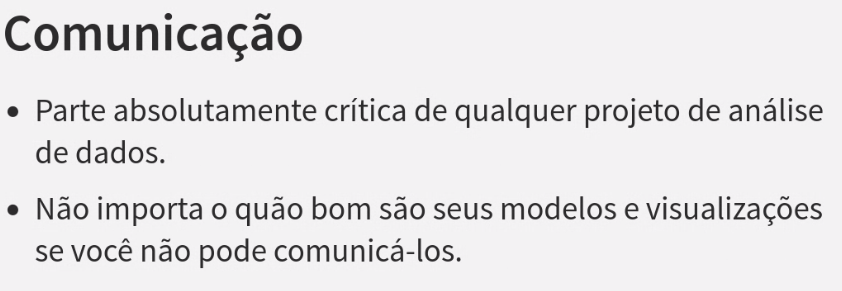 Comunicação
• Parte absolutamente crítica de qualquer projeto de análise
de dados.
• Não importa o quão bom são seus modelos e visualizações
se você não pode comunicá-los.